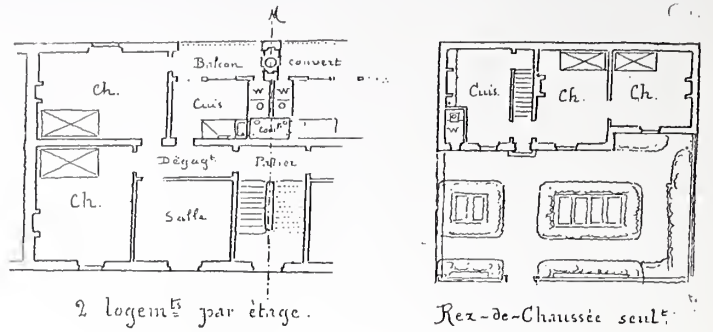 M
Balcon couvert
Ch.
Cuis
W W
Dégagt. Palier
Ch.
Salle
2 logemts par étage.
Cuis.
Ch.
Ch.
W
Rez-de-Chaussée seult.